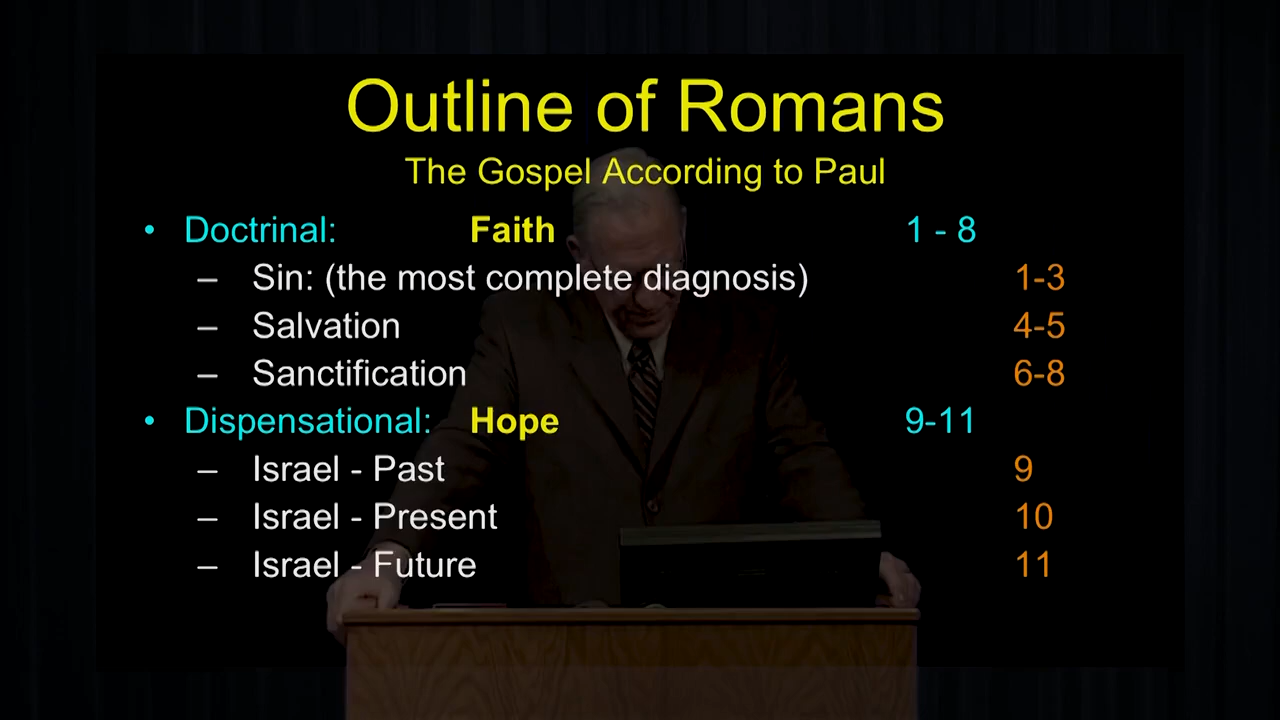 Outline of Romans
The Gospel According to Paul
• Doctrinal: Faith 1 - 8
– Sin: (the most complete diagnosis) 1-3
– Salvation 4-5
– Sanctification 6-8
• Dispensational: Hope 9-11
– Israel - Past 9
– Israel - Present 10
– Israel - Future 11